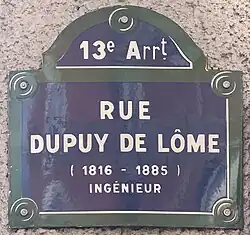 13e Arrt
RUE
DUPUY DE LÔME
( 1816 - 1885 )
INGÉNIEUR